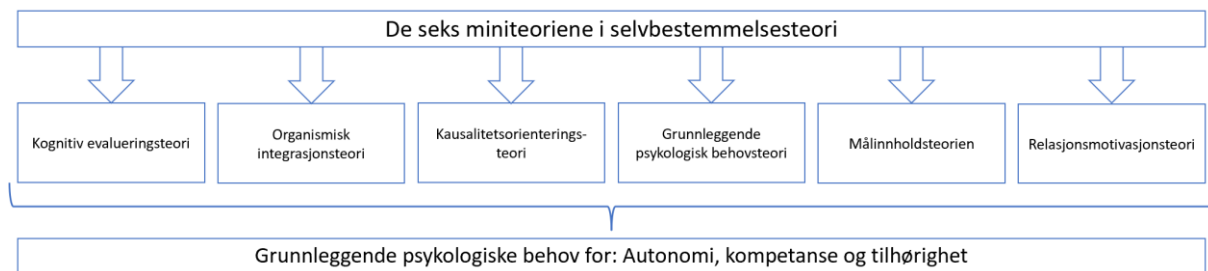 De seks miniteoriene i selvbestemmelsesteori
Kognitiv evalueringsteori
Organismisk
integrasjonsteori
Kausalitetsorienterings-
teori
Grunnleggende
psykologisk behovsteori
Målinnholdsteorien
Relasjonsmotivasjonsteori
Grunnleggende psykologiske behov for: Autonomi, kompetanse og tilhørighet